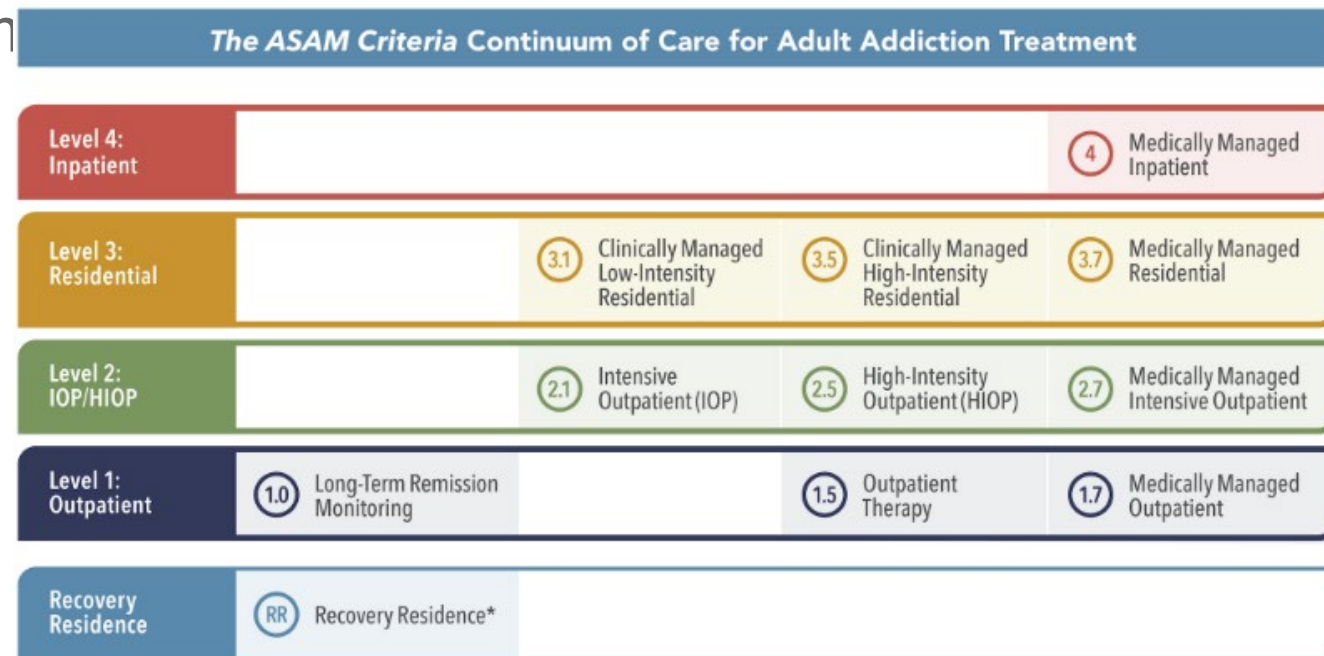 The ASAM Criteria Continuum of Care for Adult Addiction Treatment
Level 4:
Inpatient
4
Medically Managed
Inpatient
Level 3:
Residential
3.1
Clinically Managed
Low-Intensity
Residential
3.5
Clinically Managed
High-Intensity
Residential
3.7
Medically Managed
Residential
Level 2:
IOP/HIOP
2.1
Intensive
Outpatient (IOP)
2.5
High-Intensity
Outpatient (HIOP)
2.7
Medically Managed
Intensive Outpatient
Level 1:
Outpatient
1.0
Long-Term Remission
Monitoring
1.5
Outpatient
Therapy
1.7
Medically Managed
Outpatient
Recovery
Residence
RR
Recovery Residence*